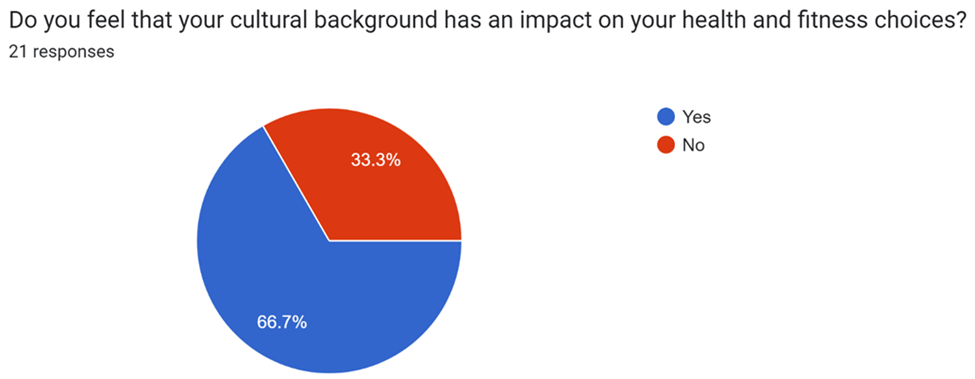 Do you feel that your cultural background has an impact on your health and fitness choices?
21 responses
Yes
No
33.3%
66.7%